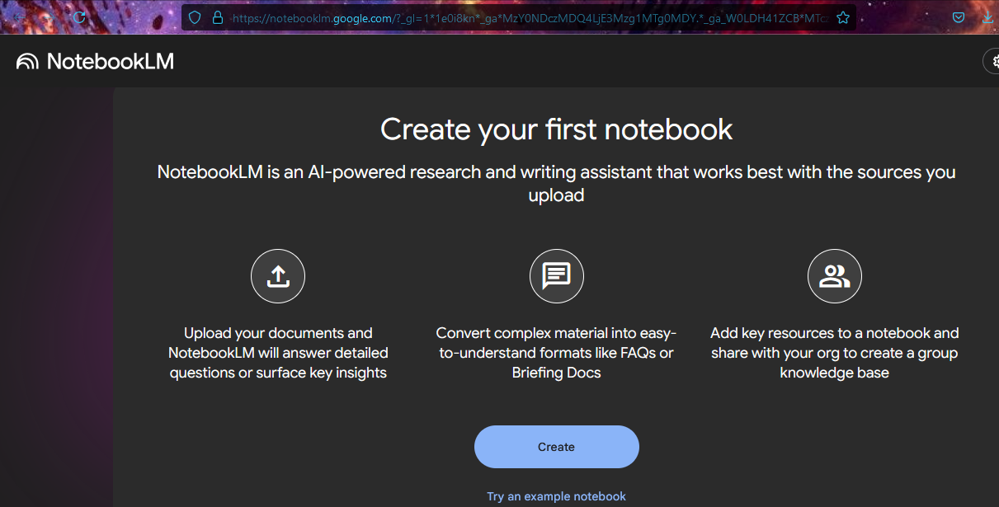 https://notebooklm.google.com/?_gl=1*1e0i8kn*_ga*MzY0NDczMDQ4LjE3Mzg1MTg0MDY.*_ga_W0LDH41ZCB*MTc
NotebookLM
Create your first notebook
NotebookLM is an AI-powered research and writing assistant that works best with the sources you
upload
Upload your documents and
NotebookLM will answer detailed
questions or surface key insights
Convert complex material into easy-
to-understand formats like FAQs or
Briefing Docs
Add key resources to a notebook and
share with your org to create a group
knowledge base
Create
Try an example notebook